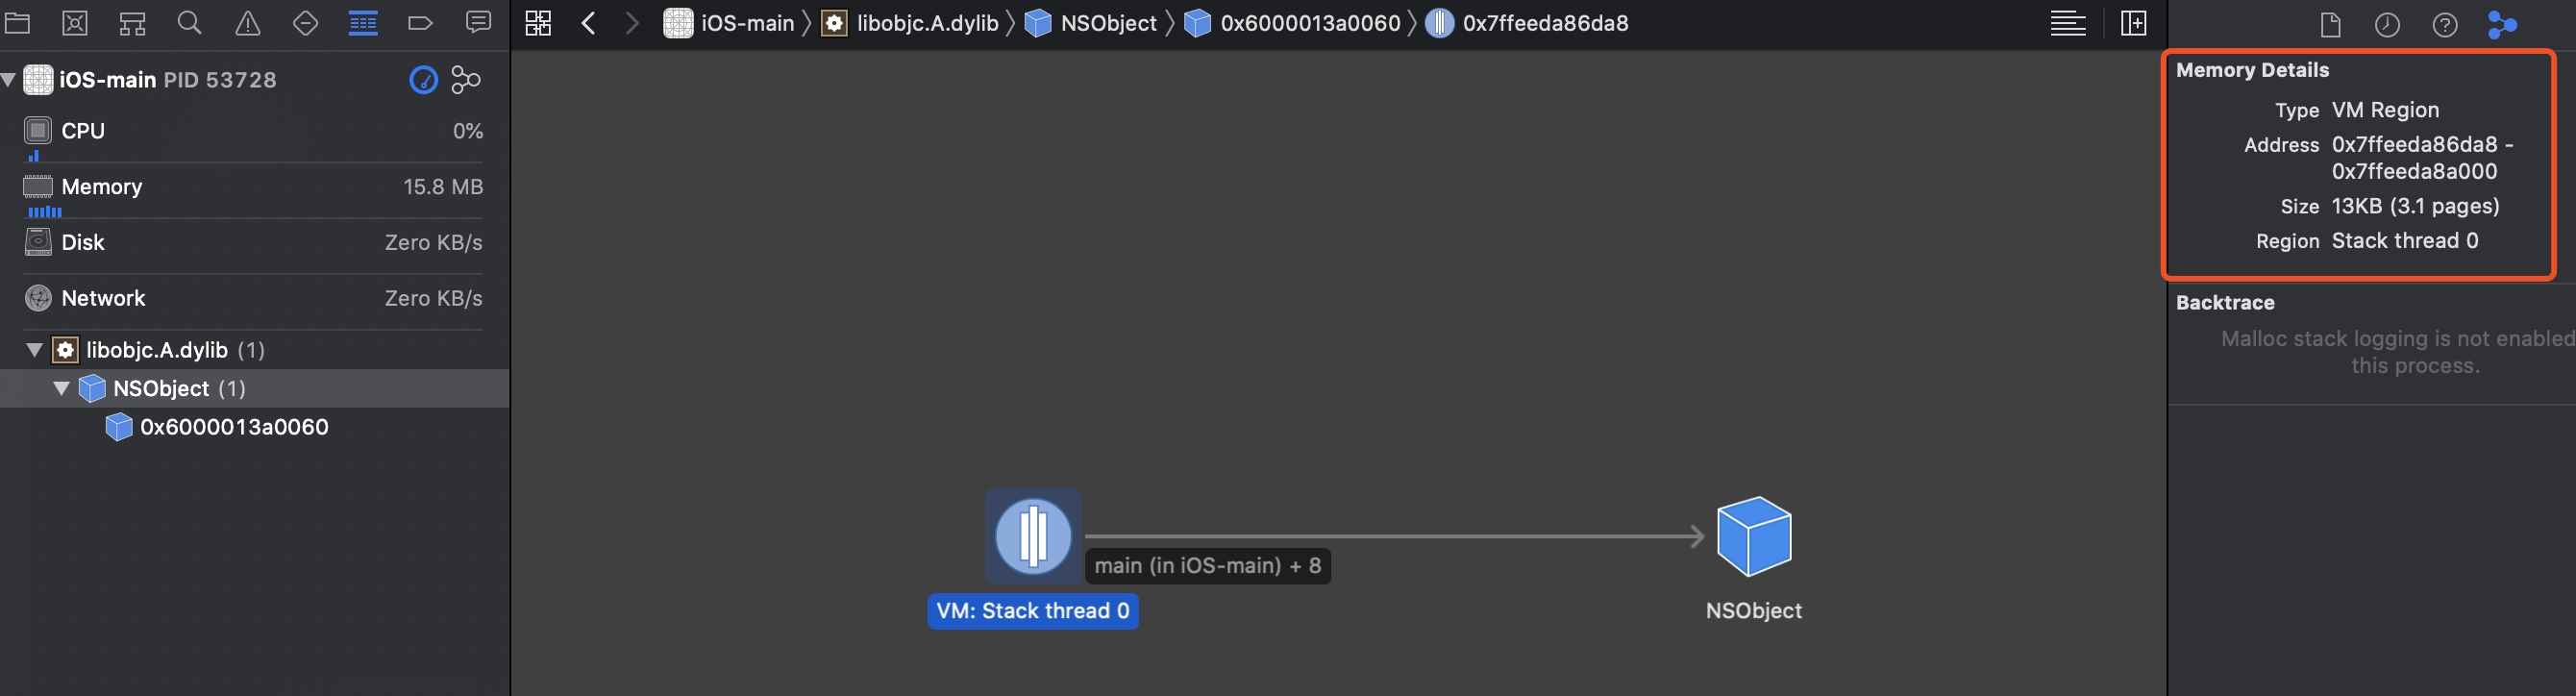 iOS-main libobjc.A.dylib NSObject 0x6000013a0060 0x7ffeeda86da8
iOS-main PID 53728
CPU 0%
Memory 15.8 MB
Disk Zero KB/s
Network Zero KB/s
libobjc.A.dylib (1)
NSObject (1)
0x6000013a0060
main (in iOS-main) + 8
VM: Stack thread 0
NSObject
Memory Details
Type VM Region
Address 0x7ffeeda86da8 -
0x7ffeeda8a000
Size 13KB (3.1 pages)
Region Stack thread 0
Backtrace
Malloc stack logging is not enabled
this process.